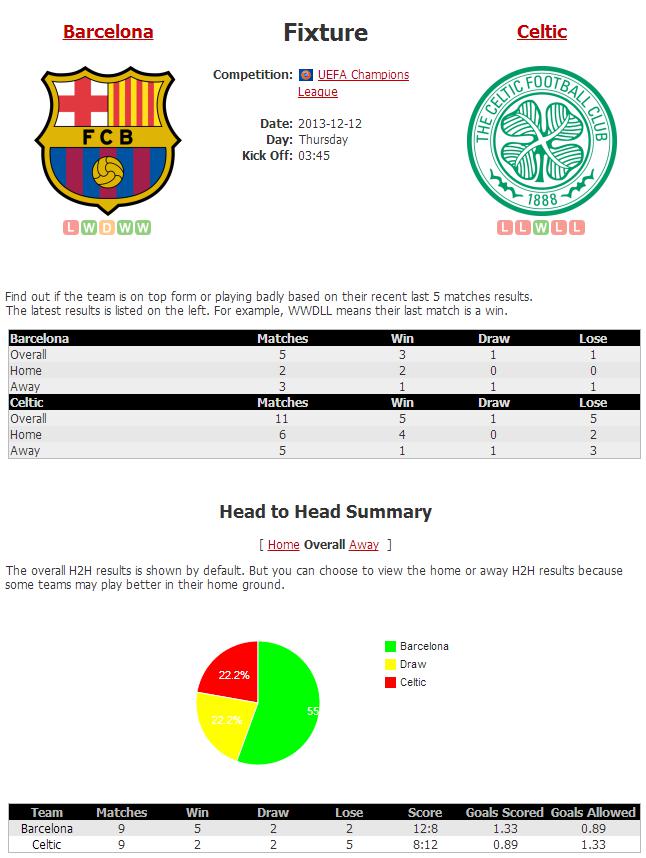 Barcelona
Fixture
Celtic
Competition: UEFA Champions
League
Date: 2013-12-12
Day: Thursday
Kick Off: 03:45
FCB
THE CELTIC FOOTBALL CLUB
1888
L W D W W
L L W L L
Find out if the team is on top form or playing badly based on their recent last 5 matches results.
The latest results is listed on the left. For example, WWDLL means their last match is a win.
Barcelona Matches Win Draw Lose
Overall 5 3 1 1
Home 2 2 0 0
Away 3 1 1 1
Celtic Matches Win Draw Lose
Overall 11 5 1 5
Home 6 4 0 2
Away 5 1 1 3
Head to Head Summary
[ Home Overall Away ]
The overall H2H results is shown by default. But you can choose to view the home or away H2H results because
some teams may play better in their home ground.
22.2%
22.2%
55
Barcelona
Draw
Celtic
Team Matches Win Draw Lose Score Goals Scored Goals Allowed
Barcelona 9 5 2 2 12:8 1.33 0.89
Celtic 9 2 2 5 8:12 0.89 1.33